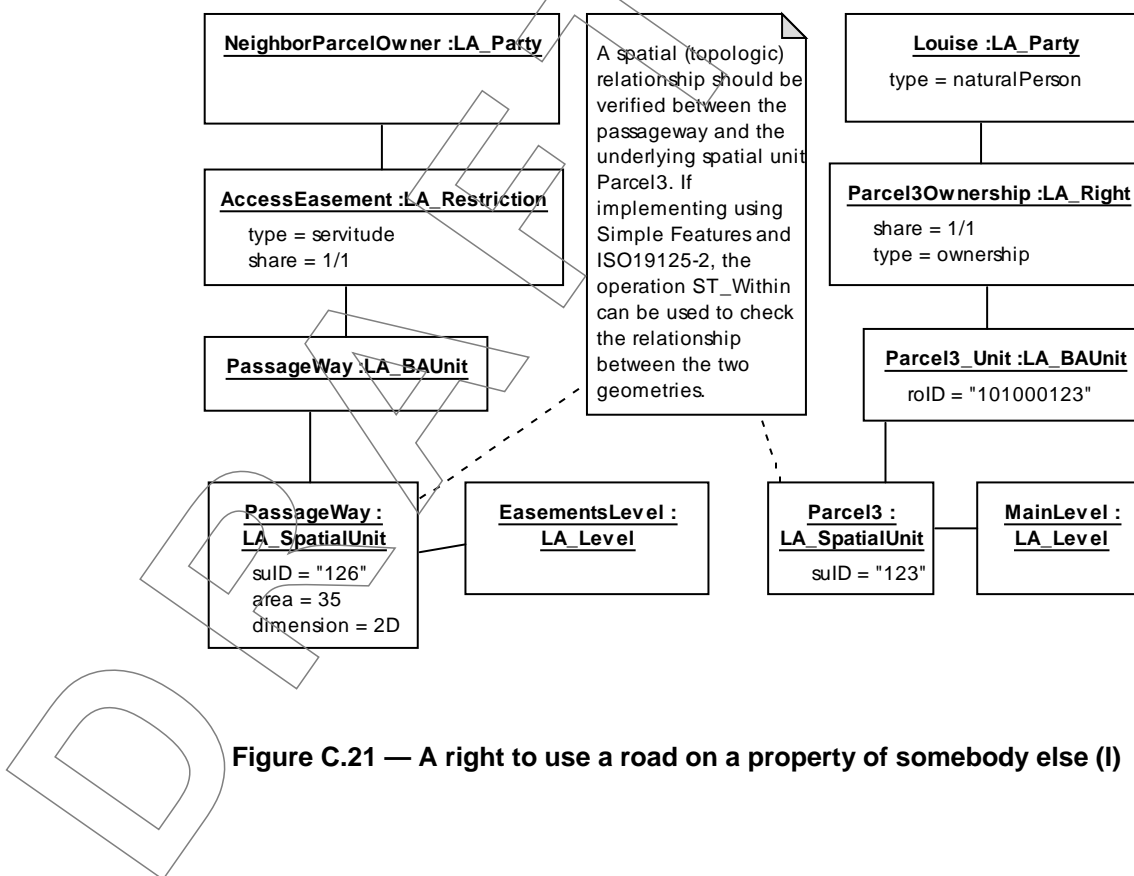 NeighborParcelOwner :LA_Party
AccessEasement :LA_Restriction
type = servitude
share = 1/1
PassageWay :LA_BAUnit
PassageWay :
LA_SpatialUnit
suID = "126"
area = 35
dimension = 2D
EasementsLevel :
LA_Level
A spatial (topologic)
relationship should be
verified between the
passageway and the
underlying spatial unit
Parcel3. If
implementing using
Simple Features and
ISO19125-2, the
operation ST_Within
can be used to check
the relationship
between the two
geometries.
Louise :LA_Party
type = naturalPerson
Parcel3Ownership :LA_Right
share = 1/1
type = ownership
Parcel3_Unit :LA_BAUnit
roID = "101000123"
Parcel3 :
LA_SpatialUnit
suID = "123"
MainLevel :
LA_Level
DRAFT
Figure C.21 — A right to use a road on a property of somebody else (I)